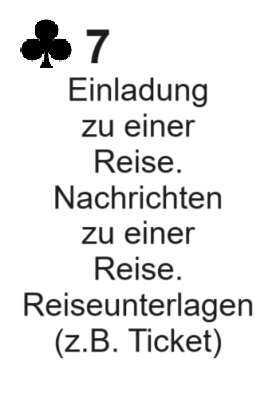 ♣ 7
Einladung
zu einer
Reise.
Nachrichten
zu einer
Reise.
Reiseunterlagen
(z.B. Ticket)